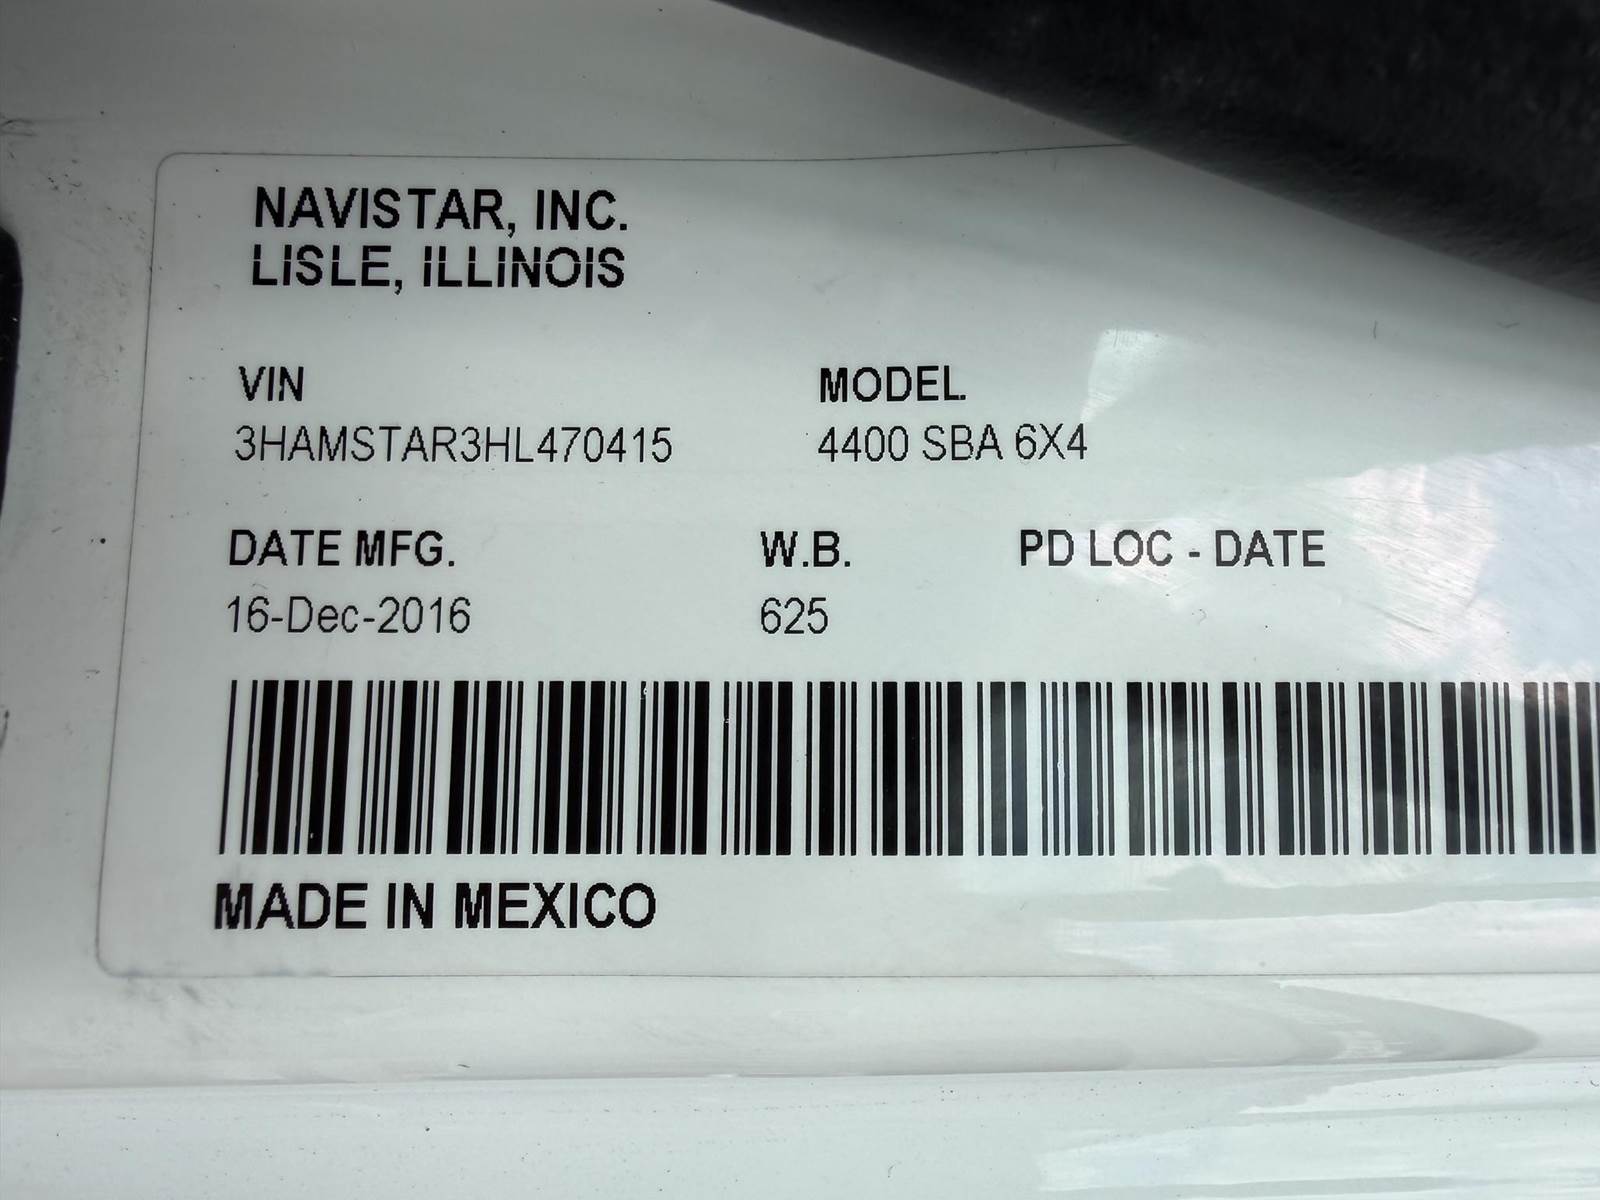 NAVISTAR, INC.
LISLE, ILLINOIS
VIN MODEL
3HAMSTAR3HL470415 4400 SBA 6X4
DATE MFG. W.B. PD LOC - DATE
16-Dec-2016 625
MADE IN MEXICO